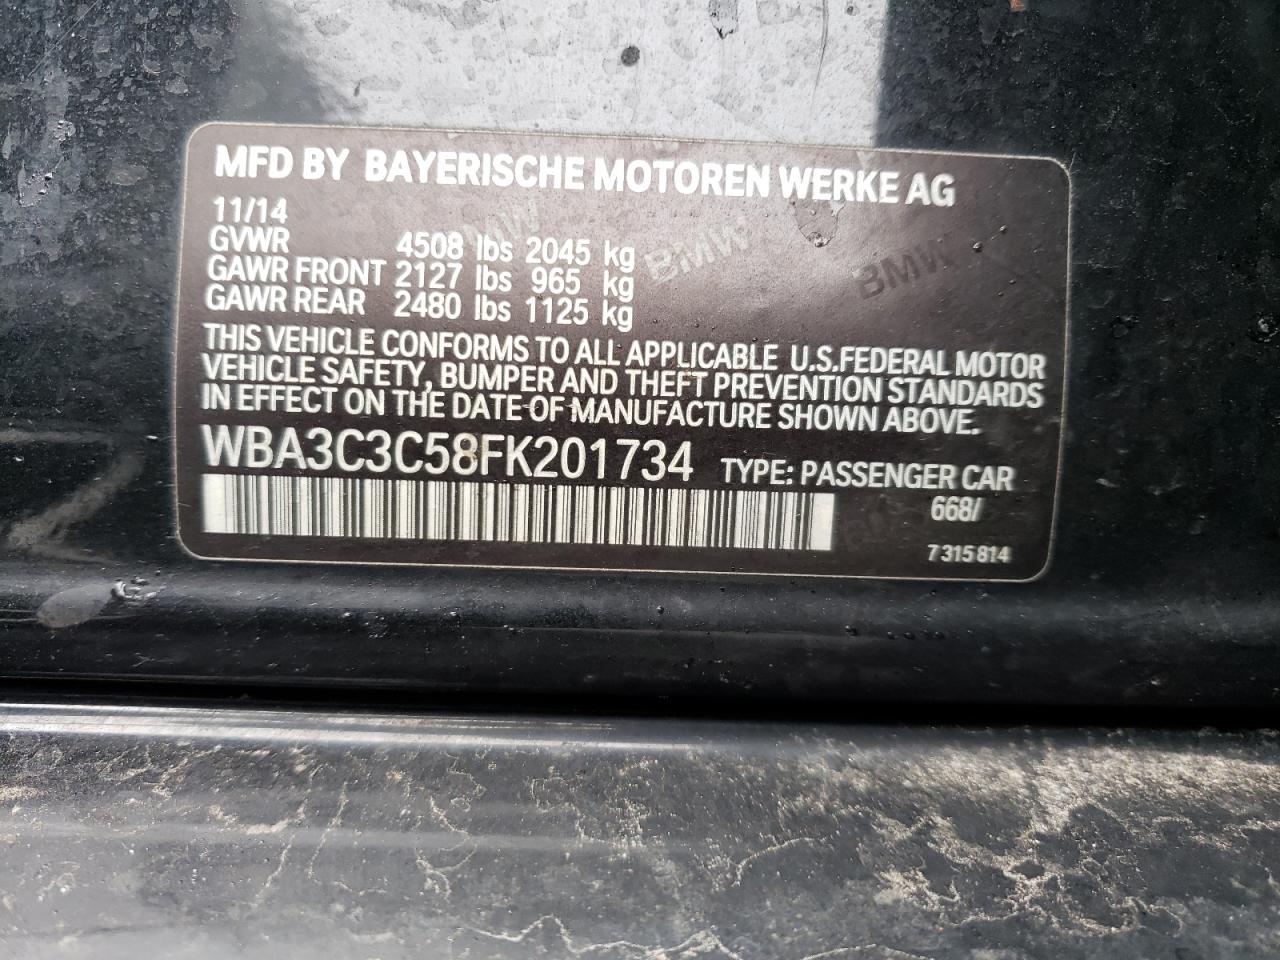 MFD BY BAYERISCHE MOTOREN WERKE AG
11/14
GVWR 4508 lbs 2045 kg
GAWR FRONT 2127 lbs 965 kg
GAWR REAR 2480 lbs 1125 kg
BMW BMW BMW
THIS VEHICLE CONFORMS TO ALL APPLICABLE U.S.FEDERAL MOTOR
VEHICLE SAFETY, BUMPER AND THEFT PREVENTION STANDARDS
IN EFFECT ON THE DATE OF MANUFACTURE SHOWN ABOVE.
WBA3C3C58FK201734 TYPE: PASSENGER CAR
668/
7 315 814